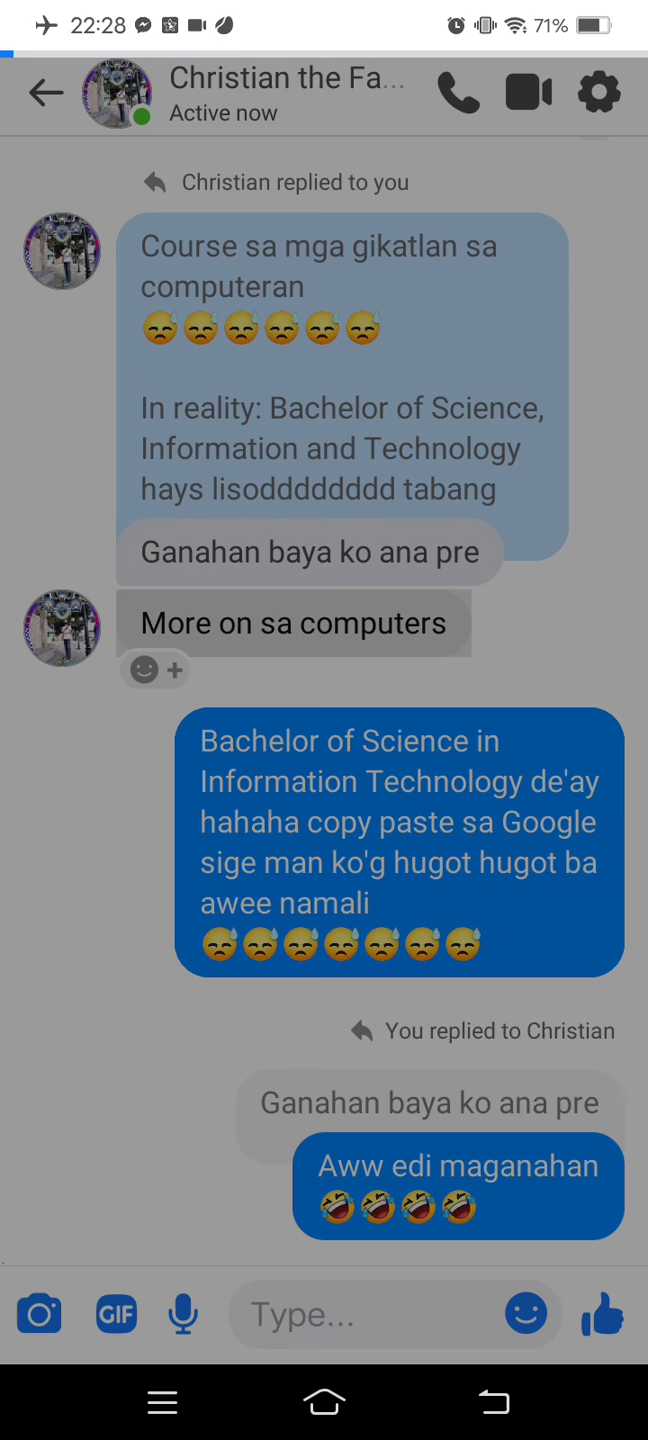 22:28
71%
Christian the Fa...
Active now
Christian replied to you
Course sa mga gikatlan sa
computeran
😓😓😓😓😓😓
In reality: Bachelor of Science,
Information and Technology
hays lisodddddddd tabang
Ganahan baya ko ana pre
More on sa computers
Bachelor of Science in
Information Technology de'ay
hahaha copy paste sa Google
sige man ko'g hugot hugot ba
awee namali
😓😓😓😓😓😓😓
You replied to Christian
Ganahan baya ko ana pre
Aww edi maganahan
🤣🤣🤣🤣
GIF
Type...